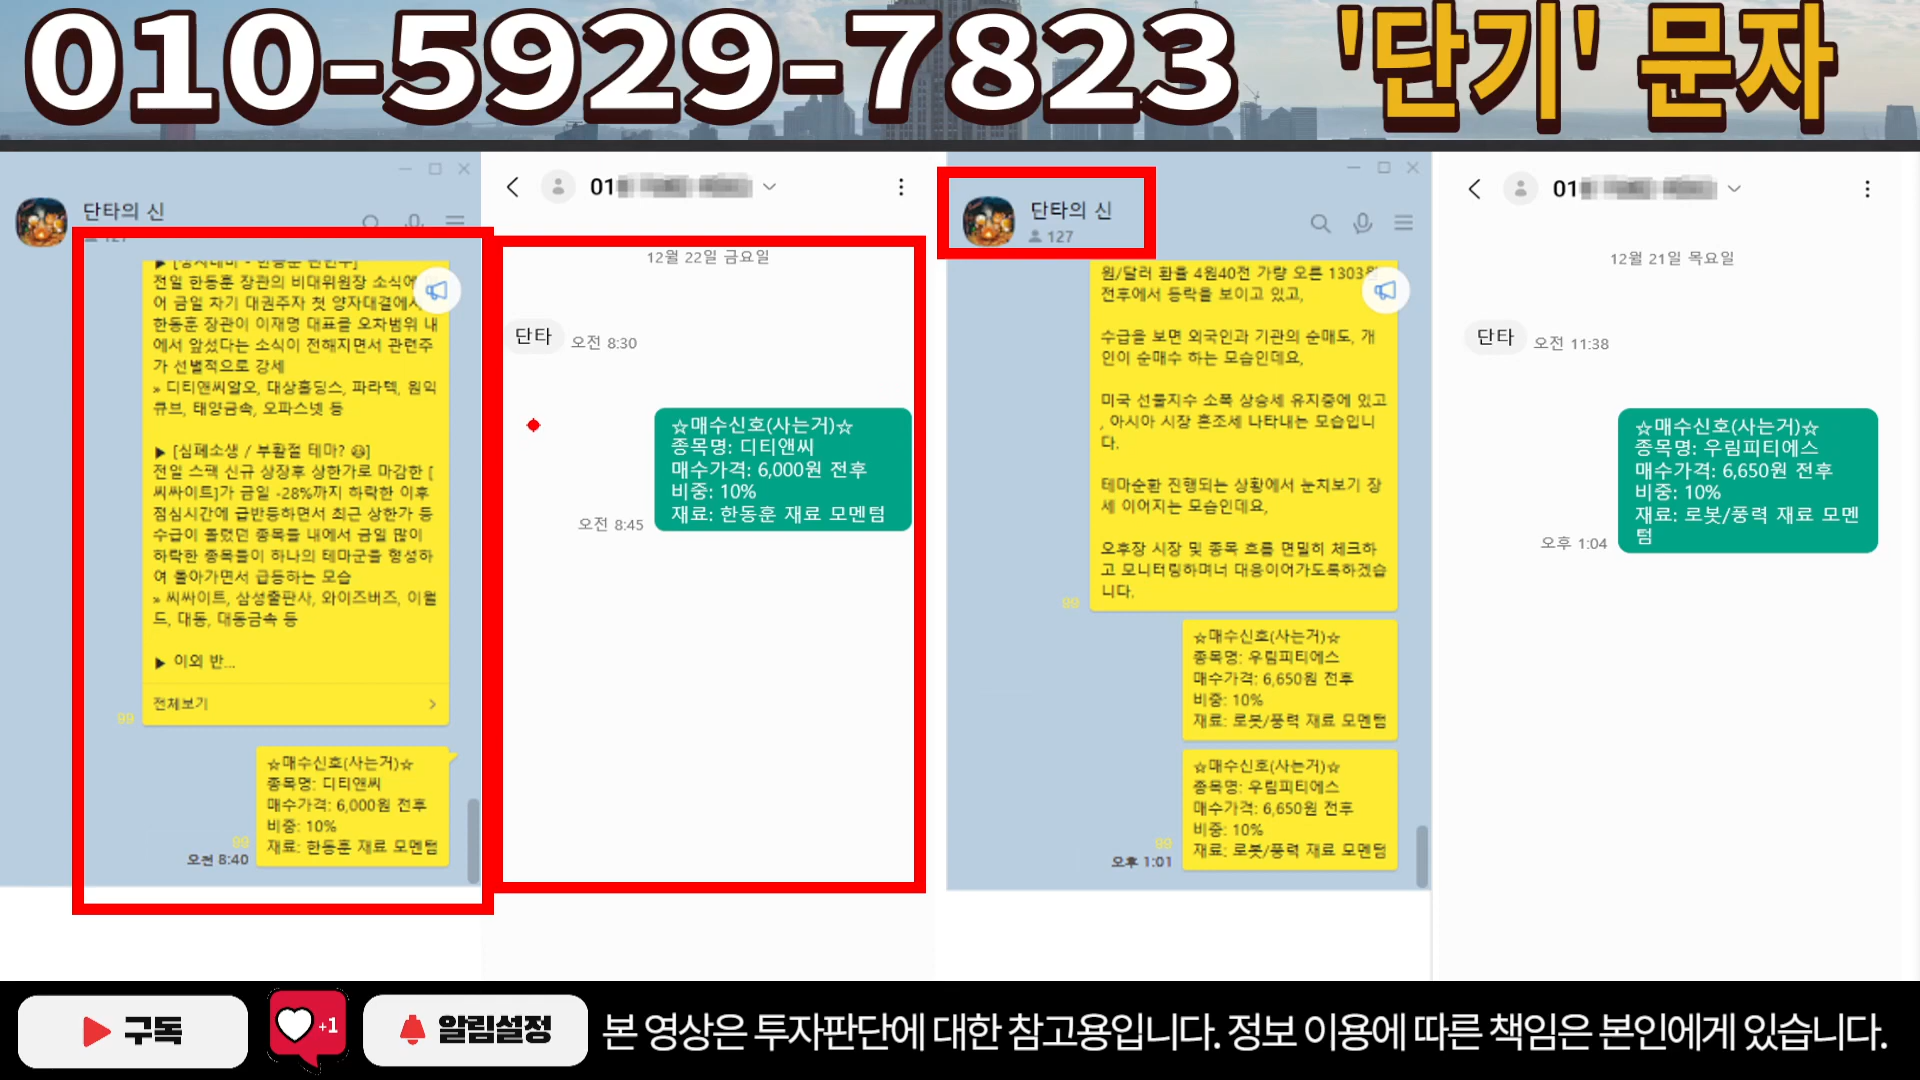 010-5929-7823 '단기' 문자
단타의 신
127
전일 한동훈 장관의 비대위원장 소식에
어 금일 차기 대권주자 첫 양자대결에서
한동훈 장관이 이재명 대표를 오차범위 내
에서 앞섰다는 소식이 전해지면서 관련주
가 선별적으로 강세
» 디티앤씨알오, 대상홀딩스, 파라텍, 원익
큐브, 태양금속, 오파스넷 등
▶ [심폐소생 / 부활절 테마? 😆]
전일 스팩 신규 상장후 상한가로 마감한 [
씨싸이트]가 금일 -28%까지 하락한 이후
점심시간에 급반등하면서 최근 상한가 등
수급이 몰렸던 종목들 내에서 금일 많이
하락한 종목들이 하나의 테마군을 형성하
여 돌아가면서 급등하는 모습
» 씨싸이트, 삼성출판사, 와이즈버즈, 이월
드, 대동, 대동금속 등
▶ 이외 반...
전체보기
99
☆매수신호(사는거)☆
종목명: 디티앤씨
매수가격: 6,000원 전후
비중: 10%
재료: 한동훈 재료 모멘텀
99
오전 8:40
01
12월 22일 금요일
단타
오전 8:30
☆매수신호(사는거)☆
종목명: 디티앤씨
매수가격: 6,000원 전후
비중: 10%
재료: 한동훈 재료 모멘텀
오전 8:45
단타의 신
127
원/달러 환율 4원40전 가량 오른 1303원
전후에서 등락을 보이고 있고,
수급을 보면 외국인과 기관의 순매도, 개
인이 순매수 하는 모습인데요,
미국 선물지수 소폭 상승세 유지중에 있고
, 아시아 시장 혼조세 나타내는 모습입니
다.
테마순환 진행되는 상황에서 눈치보기 장
세 이어지는 모습인데요,
오후장 시장 및 종목 흐름 면밀히 체크하
고 모니터링하며너 대응이어가도록하겠습
니다.
99
☆매수신호(사는거)☆
종목명: 우림피티에스
매수가격: 6,650원 전후
비중: 10%
재료: 로봇/풍력 재료 모멘텀
☆매수신호(사는거)☆
종목명: 우림피티에스
매수가격: 6,650원 전후
비중: 10%
재료: 로봇/풍력 재료 모멘텀
99
오후 1:01
01
12월 21일 목요일
단타
오전 11:38
☆매수신호(사는거)☆
종목명: 우림피티에스
매수가격: 6,650원 전후
비중: 10%
재료: 로봇/풍력 재료 모멘
텀
오후 1:04
구독
+1
알림설정
본 영상은 투자판단에 대한 참고용입니다. 정보 이용에 따른 책임은 본인에게 있습니다.